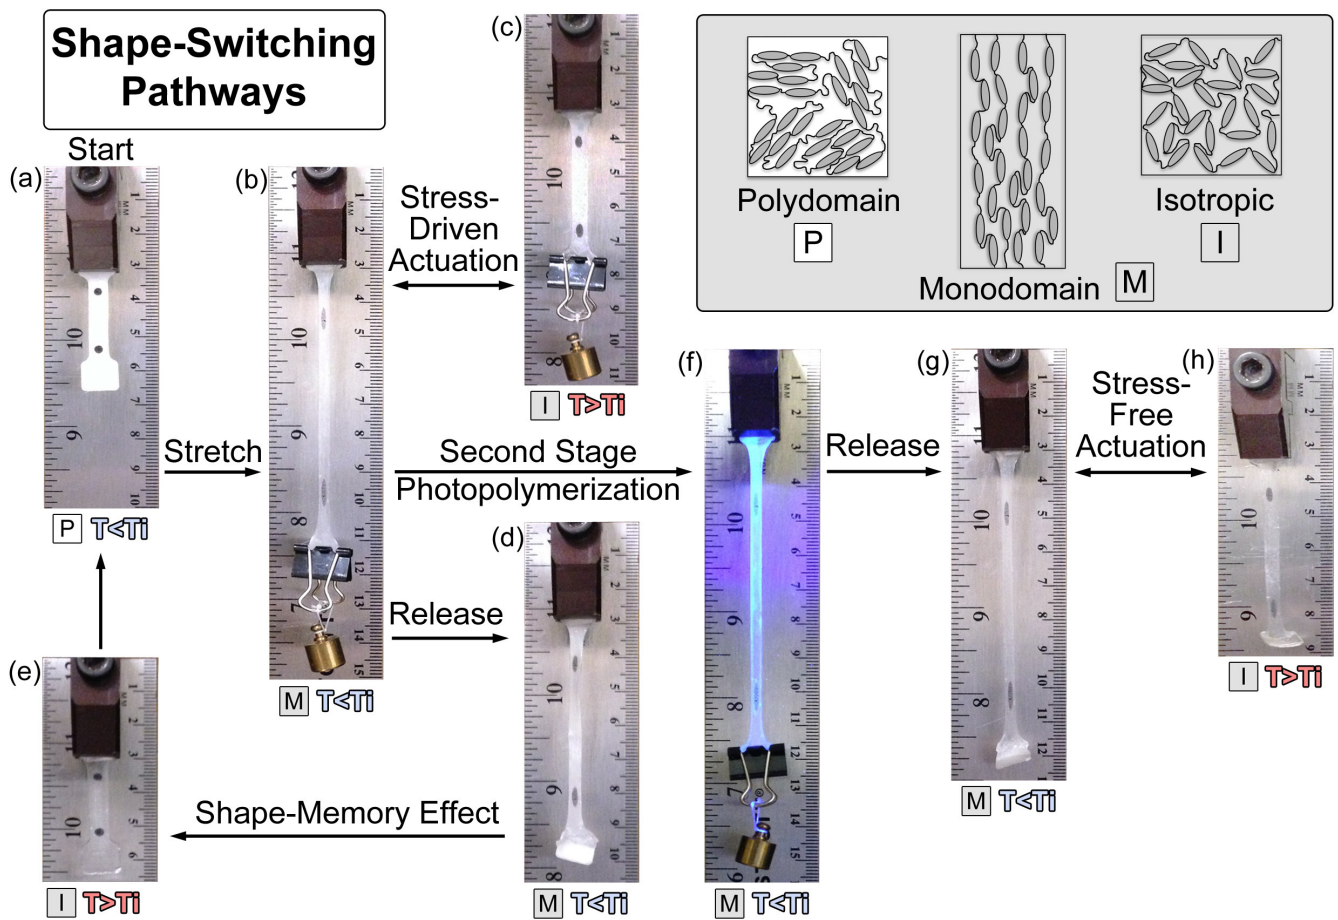 Shape-Switching
Pathways
Start
(a)
P T<Ti
Stretch
(b)
M T<Ti
Stress-
Driven
Actuation
(c)
I T>Ti
Release
(d)
M T<Ti
Shape-Memory Effect
(e)
I T>Ti
Second Stage
Photopolymerization
(f)
M T<Ti
Release
(g)
M T<Ti
Stress-
Free
Actuation
(h)
I T>Ti
Polydomain
P
Monodomain M
Isotropic
I